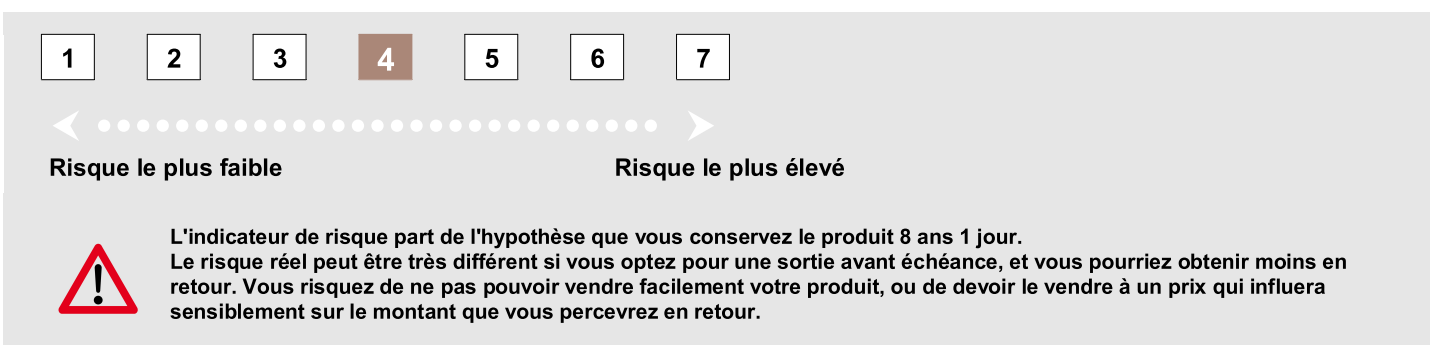 1 2 3 4 5 6 7
Risque le plus faible Risque le plus élevé
L'indicateur de risque part de l'hypothèse que vous conservez le produit 8 ans 1 jour.
Le risque réel peut être très différent si vous optez pour une sortie avant échéance, et vous pourriez obtenir moins en
retour. Vous risquez de ne pas pouvoir vendre facilement votre produit, ou de devoir le vendre à un prix qui influera
sensiblement sur le montant que vous percevrez en retour.